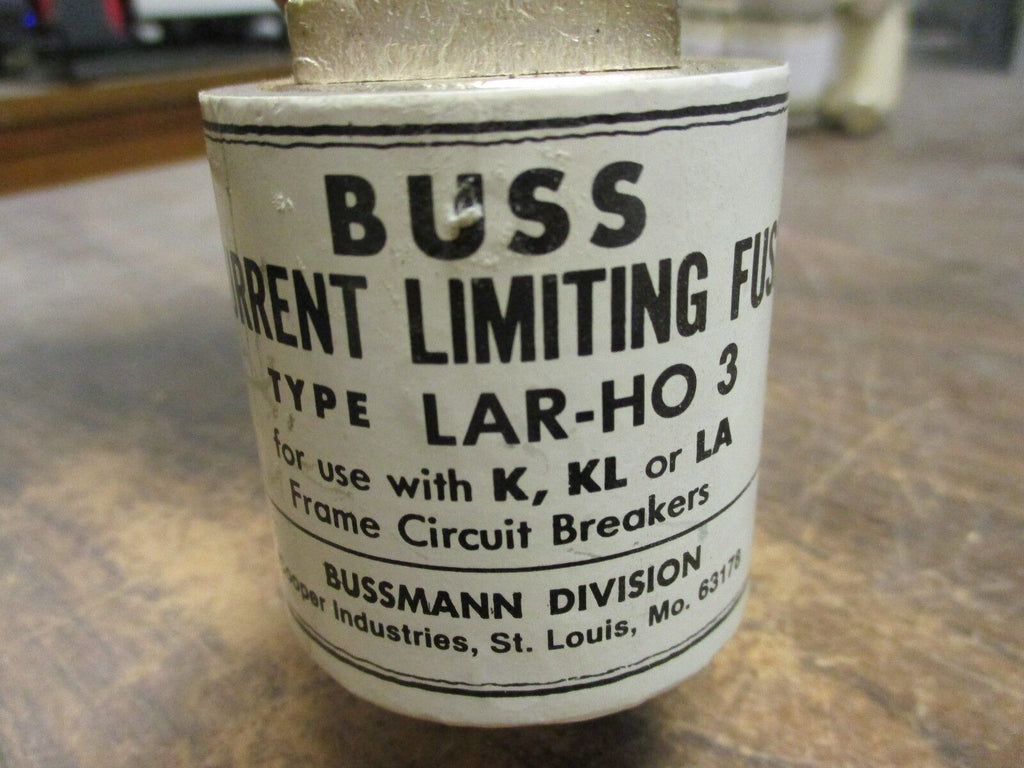 BUSS
RRENT LIMITING FUS
TYPE LAR-HO 3
for use with K, KL or LA
Frame Circuit Breakers
BUSSMANN DIVISION
ooper Industries, St. Louis, Mo. 63178